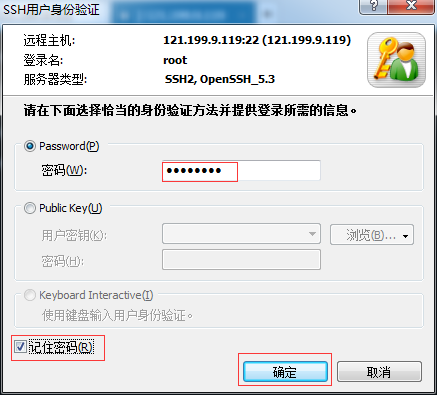 SSH用户身份验证
远程主机: 121.199.9.119:22 (121.199.9.119)
登录名: root
服务器类型: SSH2, OpenSSH_5.3
请在下面选择恰当的身份验证方法并提供登录所需的信息。
Password(P)
密码(W): ●●●●●●●●
Public Key(U)
用户密钥(K): 浏览(B)...
密码(H):
Keyboard Interactive(I)
使用键盘输入用户身份验证。
记住密码(R)
确定 取消